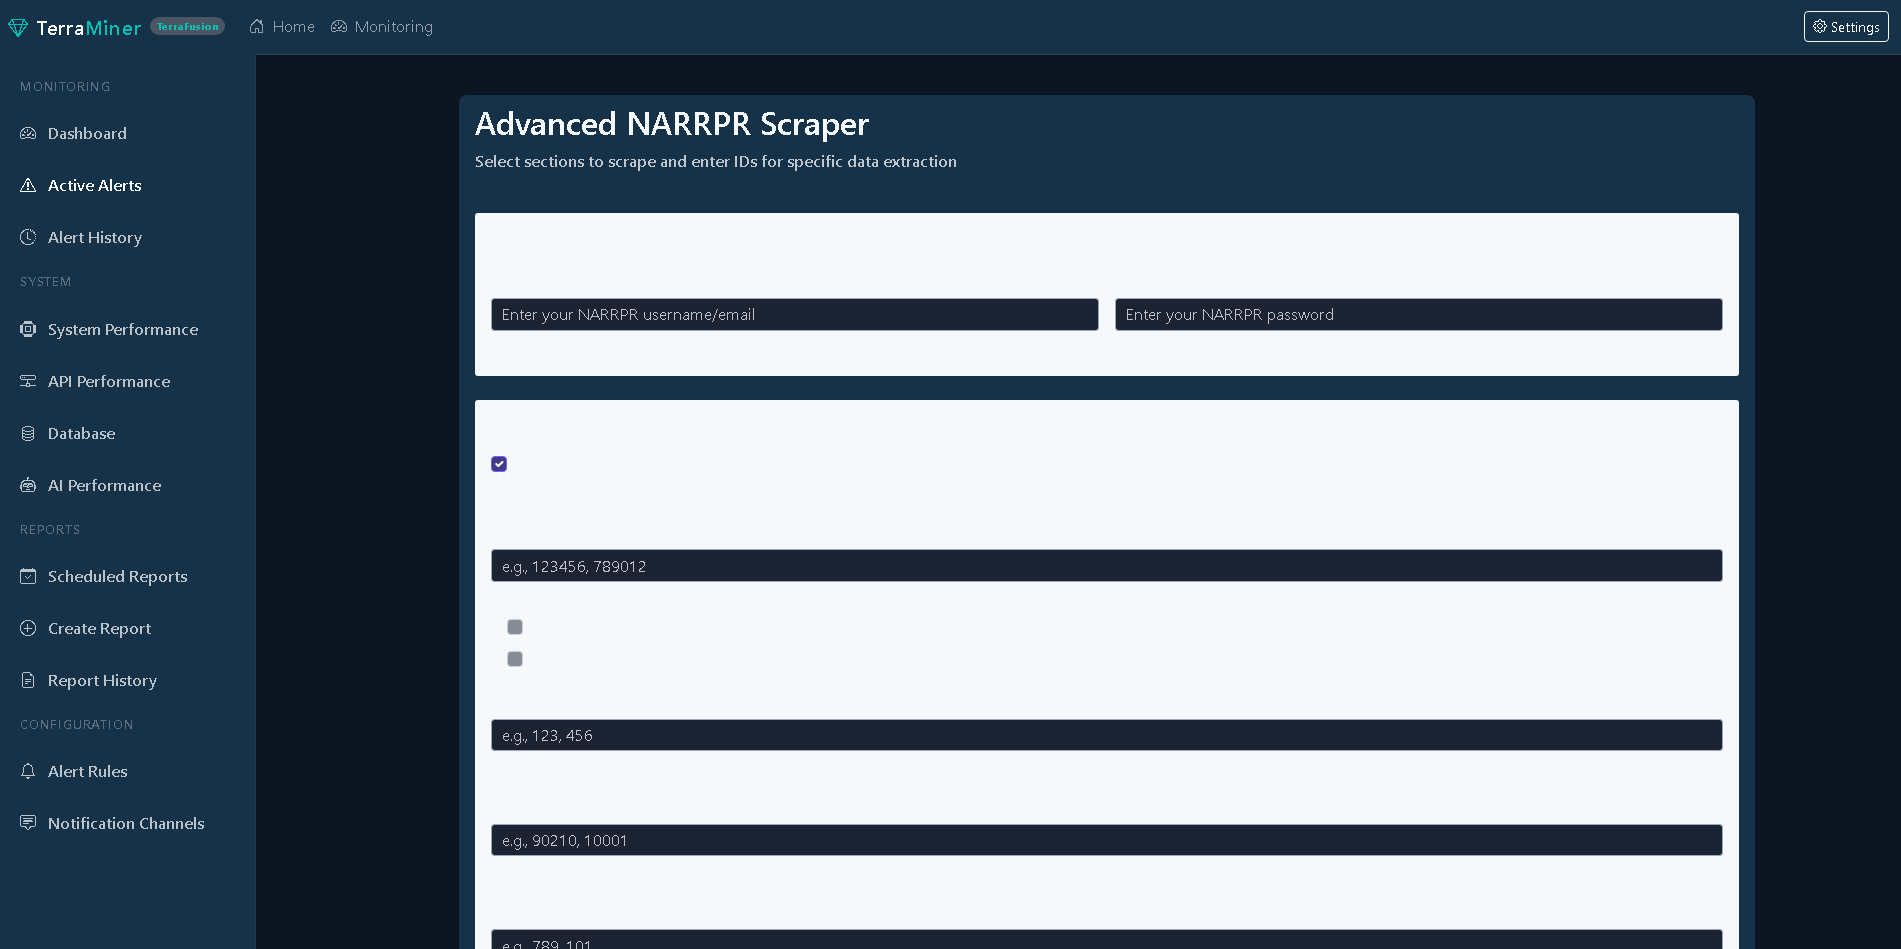 TerraMiner TerraFusion Home Monitoring Settings
MONITORING
Dashboard
Active Alerts
Alert History
SYSTEM
System Performance
API Performance
Database
AI Performance
REPORTS
Scheduled Reports
Create Report
Report History
CONFIGURATION
Alert Rules
Notification Channels
Advanced NARRPR Scraper
Select sections to scrape and enter IDs for specific data extraction
Enter your NARRPR username/email
Enter your NARRPR password
e.g., 123456, 789012
e.g., 123, 456
e.g., 90210, 10001
e.g., 789, 101